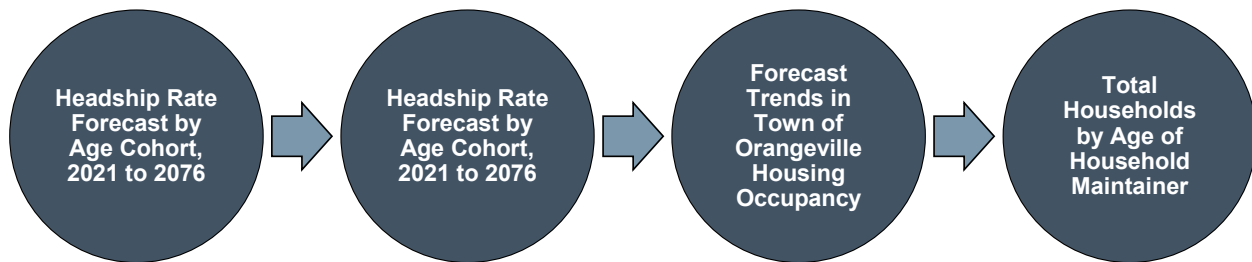 Headship Rate
Forecast by
Age Cohort,
2021 to 2076
Headship Rate
Forecast by
Age Cohort,
2021 to 2076
Forecast
Trends in
Town of
Orangeville
Housing
Occupancy
Total
Households
by Age of
Household
Maintainer